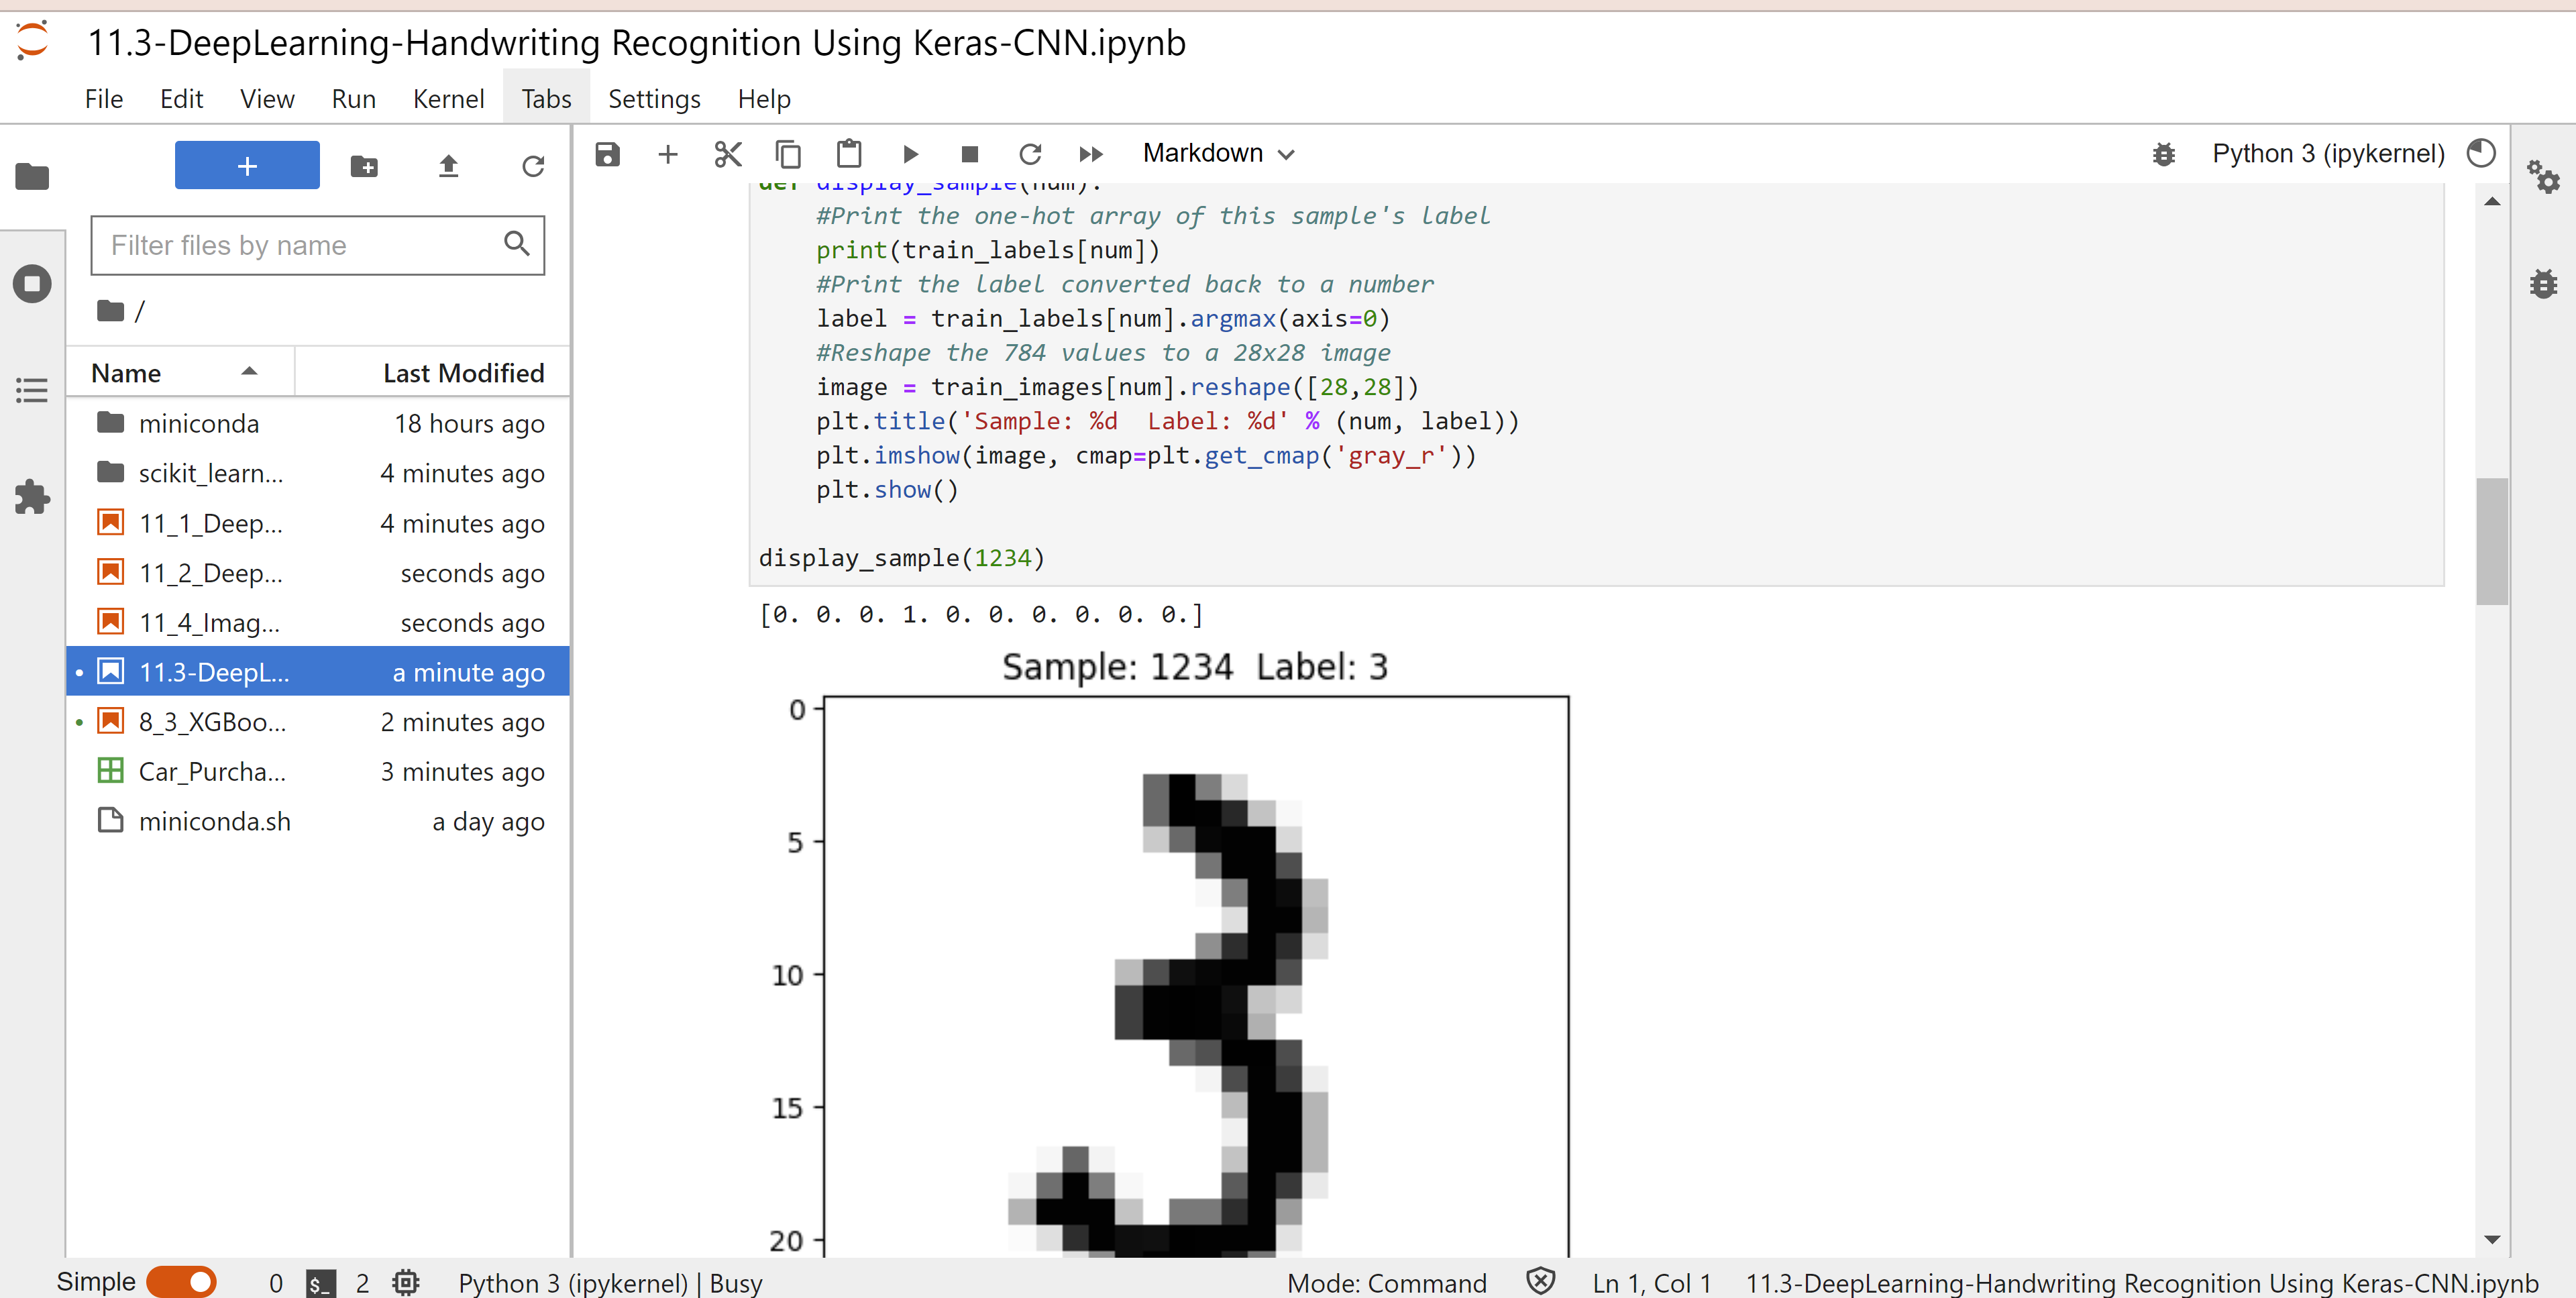 11.3-DeepLearning-Handwriting Recognition Using Keras-CNN.ipynb
File Edit View Run Kernel Tabs Settings Help
+
Markdown
Python 3 (ipykernel)
Filter files by name
/
Name Last Modified
miniconda 18 hours ago
scikit_learn... 4 minutes ago
11_1_Deep... 4 minutes ago
11_2_Deep... seconds ago
11_4_Imag... seconds ago
11.3-DeepL... a minute ago
8_3_XGBoo... 2 minutes ago
Car_Purcha... 3 minutes ago
miniconda.sh a day ago
def display_sample(num):
#Print the one-hot array of this sample's label
print(train_labels[num])
#Print the label converted back to a number
label = train_labels[num].argmax(axis=0)
#Reshape the 784 values to a 28x28 image
image = train_images[num].reshape([28,28])
plt.title('Sample: %d  Label: %d' % (num, label))
plt.imshow(image, cmap=plt.get_cmap('gray_r'))
plt.show()
display_sample(1234)
[0. 0. 0. 1. 0. 0. 0. 0. 0. 0.]
Sample: 1234  Label: 3
0
5
10
15
20
Simple 0 $_ 2 Python 3 (ipykernel) | Busy Mode: Command Ln 1, Col 1 11.3-DeepLearning-Handwriting Recognition Using Keras-CNN.ipynb